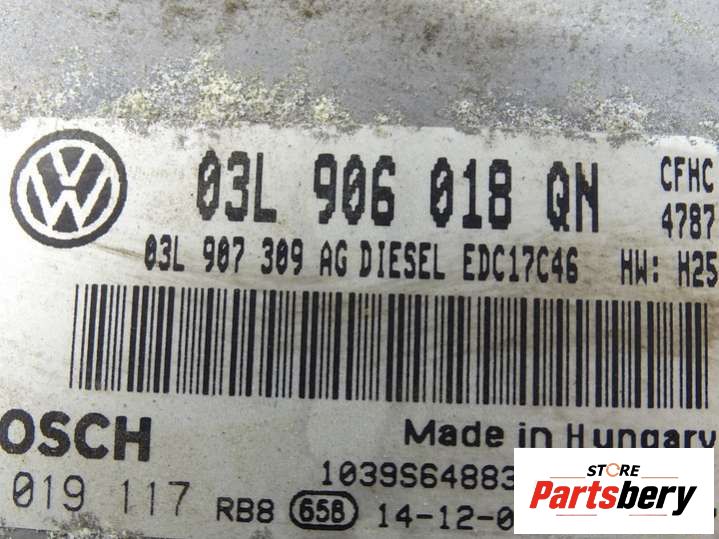 03L 906 018 QN CFHC
4787
03L 907 309 AG DIESEL EDC17C46 HW: H25
OSCH
Made in Hungary
1039S64883
019 117 RB8 65B 14-12-0
STORE
Partsbery